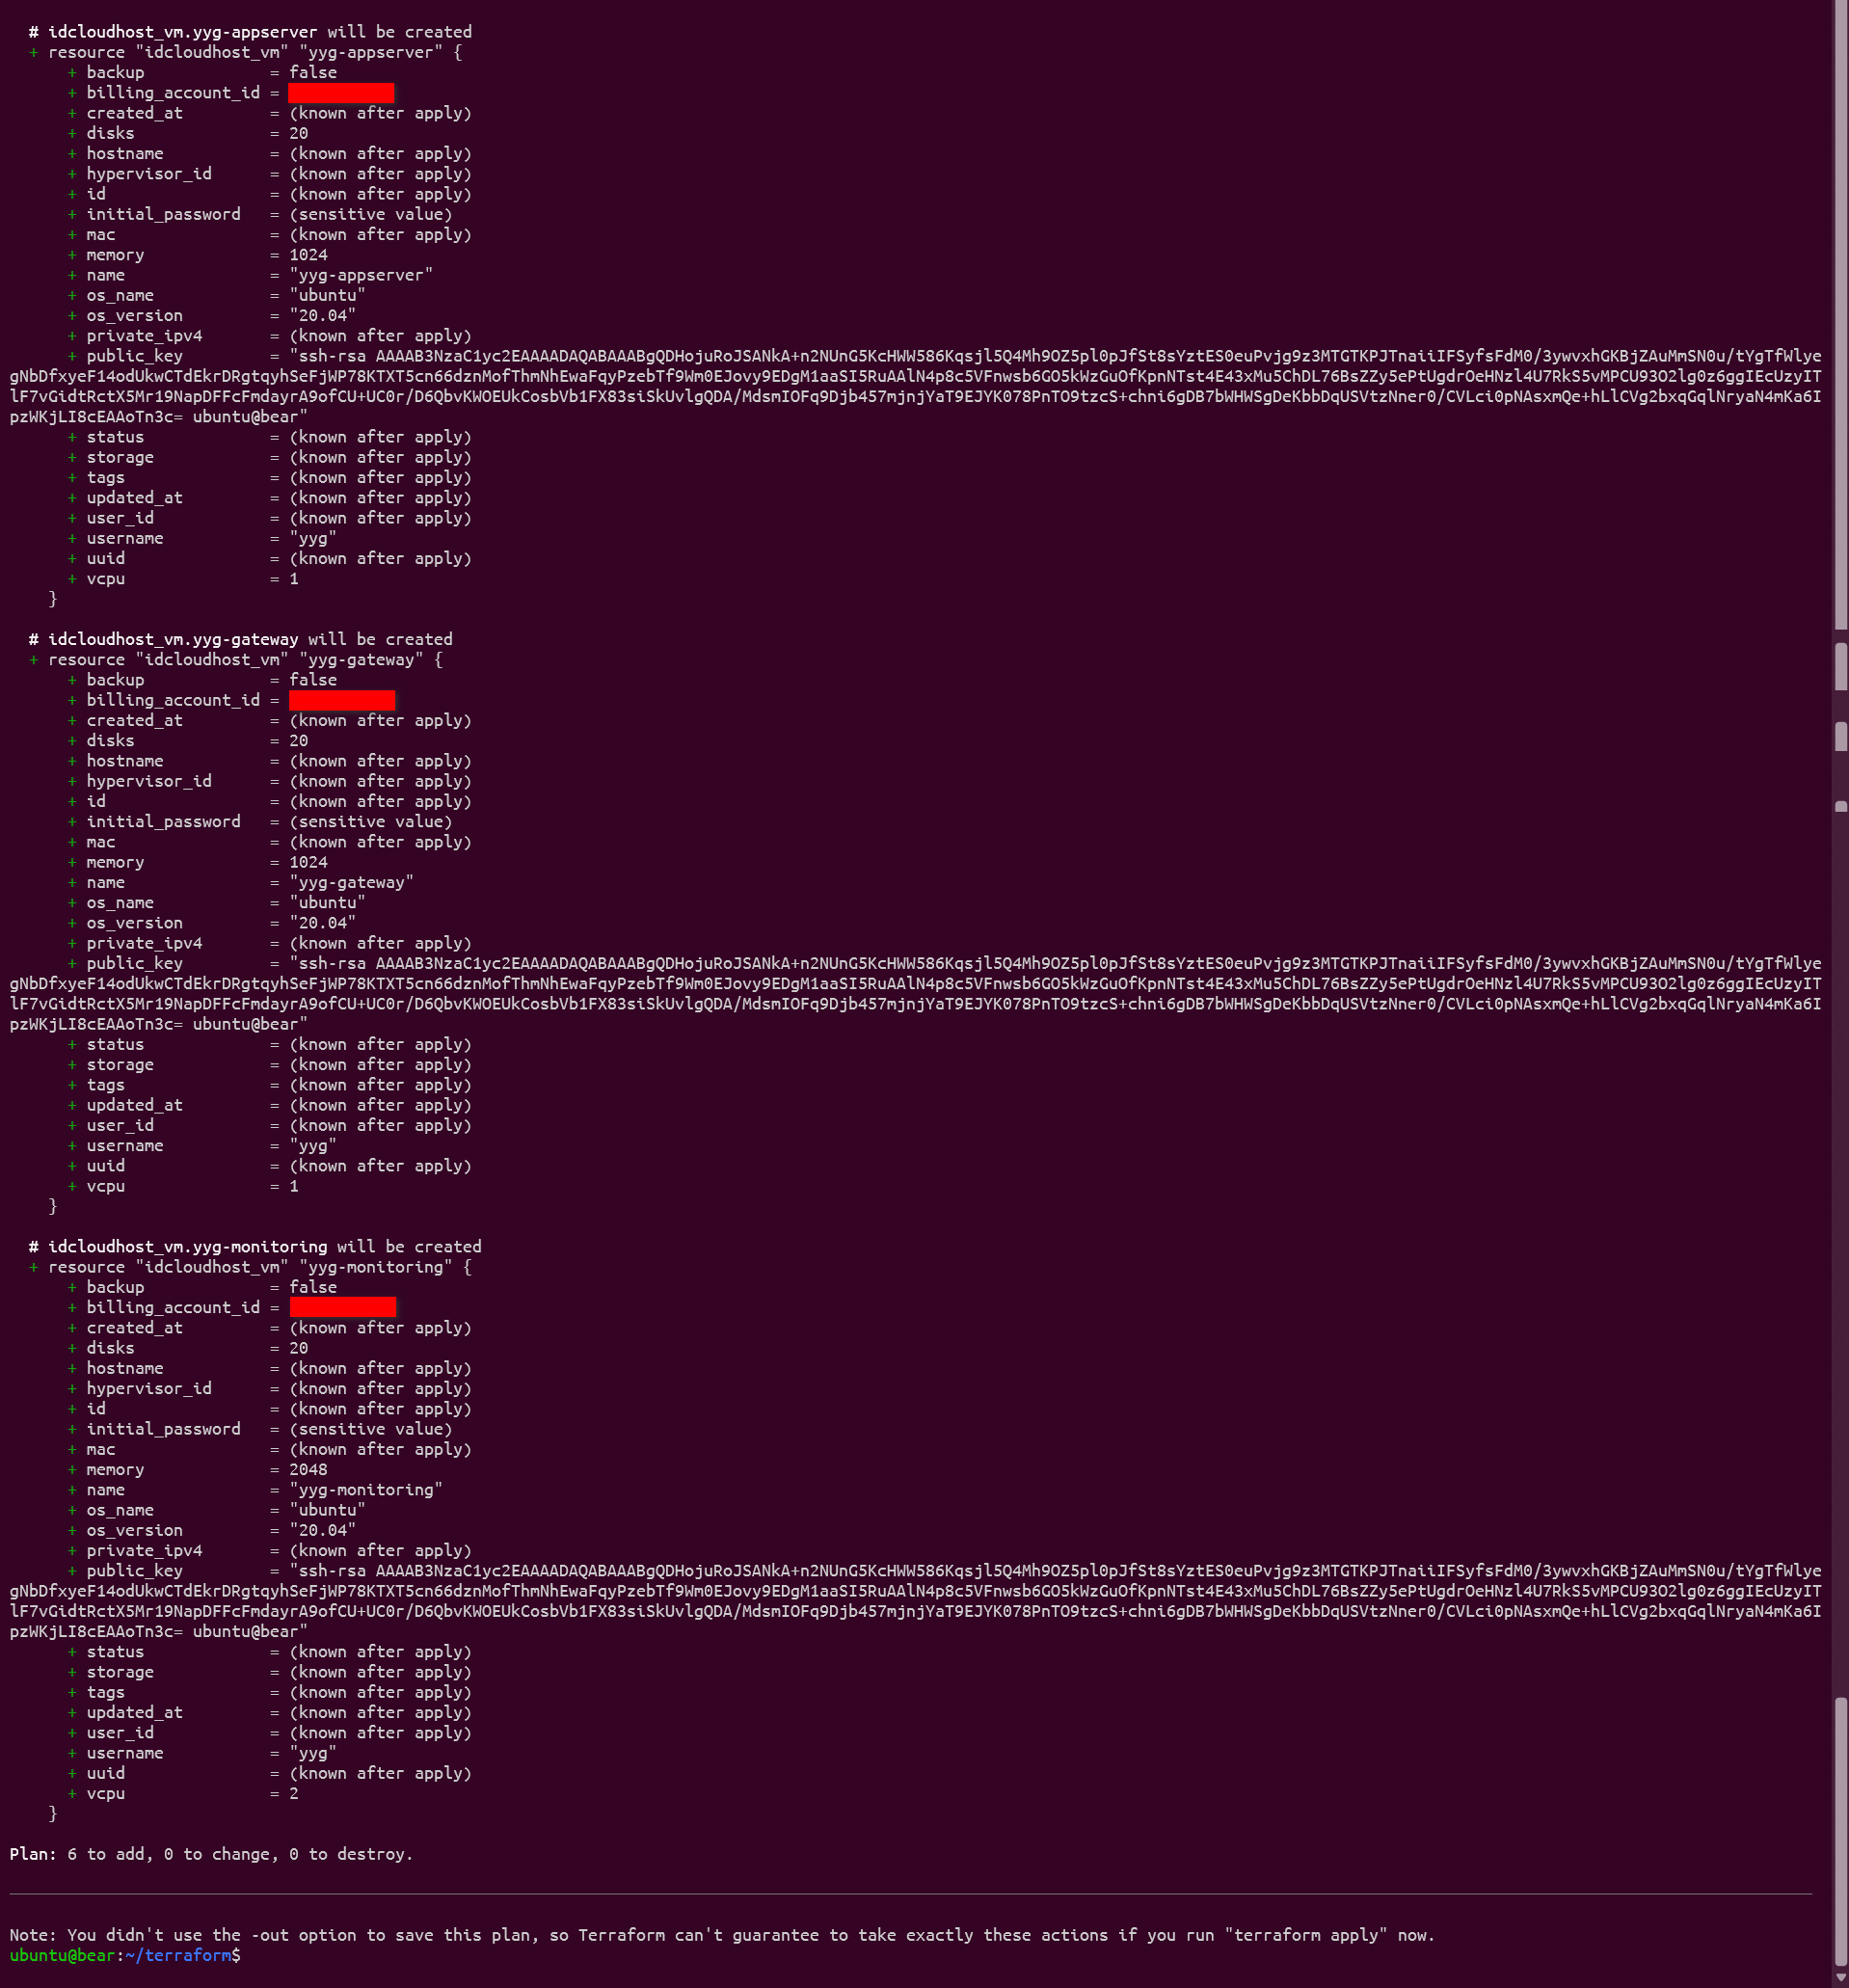 # idcloudhost_vm.yyg-appserver will be created
+ resource "idcloudhost_vm" "yyg-appserver" {
+ backup = false
+ billing_account_id =
+ created_at = (known after apply)
+ disks = 20
+ hostname = (known after apply)
+ hypervisor_id = (known after apply)
+ id = (known after apply)
+ initial_password = (sensitive value)
+ mac = (known after apply)
+ memory = 1024
+ name = "yyg-appserver"
+ os_name = "ubuntu"
+ os_version = "20.04"
+ private_ipv4 = (known after apply)
+ public_key = "ssh-rsa AAAAB3NzaC1yc2EAAAADAQABAAABgQDHojuRoJSANkA+n2NUnG5KcHWW586Kqsjl5Q4Mh9OZ5pl0pJfSt8sYztES0euPvjg9z3MTGTKPJTnaiiIFSyfsFdM0/3ywvxhGKBjZAuMmSN0u/tYgTfWlye
gNbDfxyeF14odUkwCTdEkrDRgtqyhSeFjWP78KTXT5cn66dznMofThmNhEwaFqyPzebTf9Wm0EJovy9EDgM1aaSI5RuAAlN4p8c5VFnwsb6GO5kWzGuOfKpnNTst4E43xMu5ChDL76BsZZy5ePtUgdrOeHNzl4U7RkS5vMPCU93O2lg0z6ggIEcUzyIT
lF7vGidtRctX5Mr19NapDFFcFmdayrA9ofCU+UC0r/D6QbvKWOEUkCosbVb1FX83siSkUvlgQDA/MdsmIOFq9Djb457mjnjYaT9EJYK078PnTO9tzcS+chni6gDB7bWHWSgDeKbbDqUSVtzNner0/CVLci0pNAsxmQe+hLlCVg2bxqGqlNryaN4mKa6I
pzWKjLI8cEAAoTn3c= ubuntu@bear"
+ status = (known after apply)
+ storage = (known after apply)
+ tags = (known after apply)
+ updated_at = (known after apply)
+ user_id = (known after apply)
+ username = "yyg"
+ uuid = (known after apply)
+ vcpu = 1
}
# idcloudhost_vm.yyg-gateway will be created
+ resource "idcloudhost_vm" "yyg-gateway" {
+ backup = false
+ billing_account_id =
+ created_at = (known after apply)
+ disks = 20
+ hostname = (known after apply)
+ hypervisor_id = (known after apply)
+ id = (known after apply)
+ initial_password = (sensitive value)
+ mac = (known after apply)
+ memory = 1024
+ name = "yyg-gateway"
+ os_name = "ubuntu"
+ os_version = "20.04"
+ private_ipv4 = (known after apply)
+ public_key = "ssh-rsa AAAAB3NzaC1yc2EAAAADAQABAAABgQDHojuRoJSANkA+n2NUnG5KcHWW586Kqsjl5Q4Mh9OZ5pl0pJfSt8sYztES0euPvjg9z3MTGTKPJTnaiiIFSyfsFdM0/3ywvxhGKBjZAuMmSN0u/tYgTfWlye
gNbDfxyeF14odUkwCTdEkrDRgtqyhSeFjWP78KTXT5cn66dznMofThmNhEwaFqyPzebTf9Wm0EJovy9EDgM1aaSI5RuAAlN4p8c5VFnwsb6GO5kWzGuOfKpnNTst4E43xMu5ChDL76BsZZy5ePtUgdrOeHNzl4U7RkS5vMPCU93O2lg0z6ggIEcUzyIT
lF7vGidtRctX5Mr19NapDFFcFmdayrA9ofCU+UC0r/D6QbvKWOEUkCosbVb1FX83siSkUvlgQDA/MdsmIOFq9Djb457mjnjYaT9EJYK078PnTO9tzcS+chni6gDB7bWHWSgDeKbbDqUSVtzNner0/CVLci0pNAsxmQe+hLlCVg2bxqGqlNryaN4mKa6I
pzWKjLI8cEAAoTn3c= ubuntu@bear"
+ status = (known after apply)
+ storage = (known after apply)
+ tags = (known after apply)
+ updated_at = (known after apply)
+ user_id = (known after apply)
+ username = "yyg"
+ uuid = (known after apply)
+ vcpu = 1
}
# idcloudhost_vm.yyg-monitoring will be created
+ resource "idcloudhost_vm" "yyg-monitoring" {
+ backup = false
+ billing_account_id =
+ created_at = (known after apply)
+ disks = 20
+ hostname = (known after apply)
+ hypervisor_id = (known after apply)
+ id = (known after apply)
+ initial_password = (sensitive value)
+ mac = (known after apply)
+ memory = 2048
+ name = "yyg-monitoring"
+ os_name = "ubuntu"
+ os_version = "20.04"
+ private_ipv4 = (known after apply)
+ public_key = "ssh-rsa AAAAB3NzaC1yc2EAAAADAQABAAABgQDHojuRoJSANkA+n2NUnG5KcHWW586Kqsjl5Q4Mh9OZ5pl0pJfSt8sYztES0euPvjg9z3MTGTKPJTnaiiIFSyfsFdM0/3ywvxhGKBjZAuMmSN0u/tYgTfWlye
gNbDfxyeF14odUkwCTdEkrDRgtqyhSeFjWP78KTXT5cn66dznMofThmNhEwaFqyPzebTf9Wm0EJovy9EDgM1aaSI5RuAAlN4p8c5VFnwsb6GO5kWzGuOfKpnNTst4E43xMu5ChDL76BsZZy5ePtUgdrOeHNzl4U7RkS5vMPCU93O2lg0z6ggIEcUzyIT
lF7vGidtRctX5Mr19NapDFFcFmdayrA9ofCU+UC0r/D6QbvKWOEUkCosbVb1FX83siSkUvlgQDA/MdsmIOFq9Djb457mjnjYaT9EJYK078PnTO9tzcS+chni6gDB7bWHWSgDeKbbDqUSVtzNner0/CVLci0pNAsxmQe+hLlCVg2bxqGqlNryaN4mKa6I
pzWKjLI8cEAAoTn3c= ubuntu@bear"
+ status = (known after apply)
+ storage = (known after apply)
+ tags = (known after apply)
+ updated_at = (known after apply)
+ user_id = (known after apply)
+ username = "yyg"
+ uuid = (known after apply)
+ vcpu = 2
}
Plan: 6 to add, 0 to change, 0 to destroy.
Note: You didn't use the -out option to save this plan, so Terraform can't guarantee to take exactly these actions if you run "terraform apply" now.
ubuntu@bear:~/terraform$